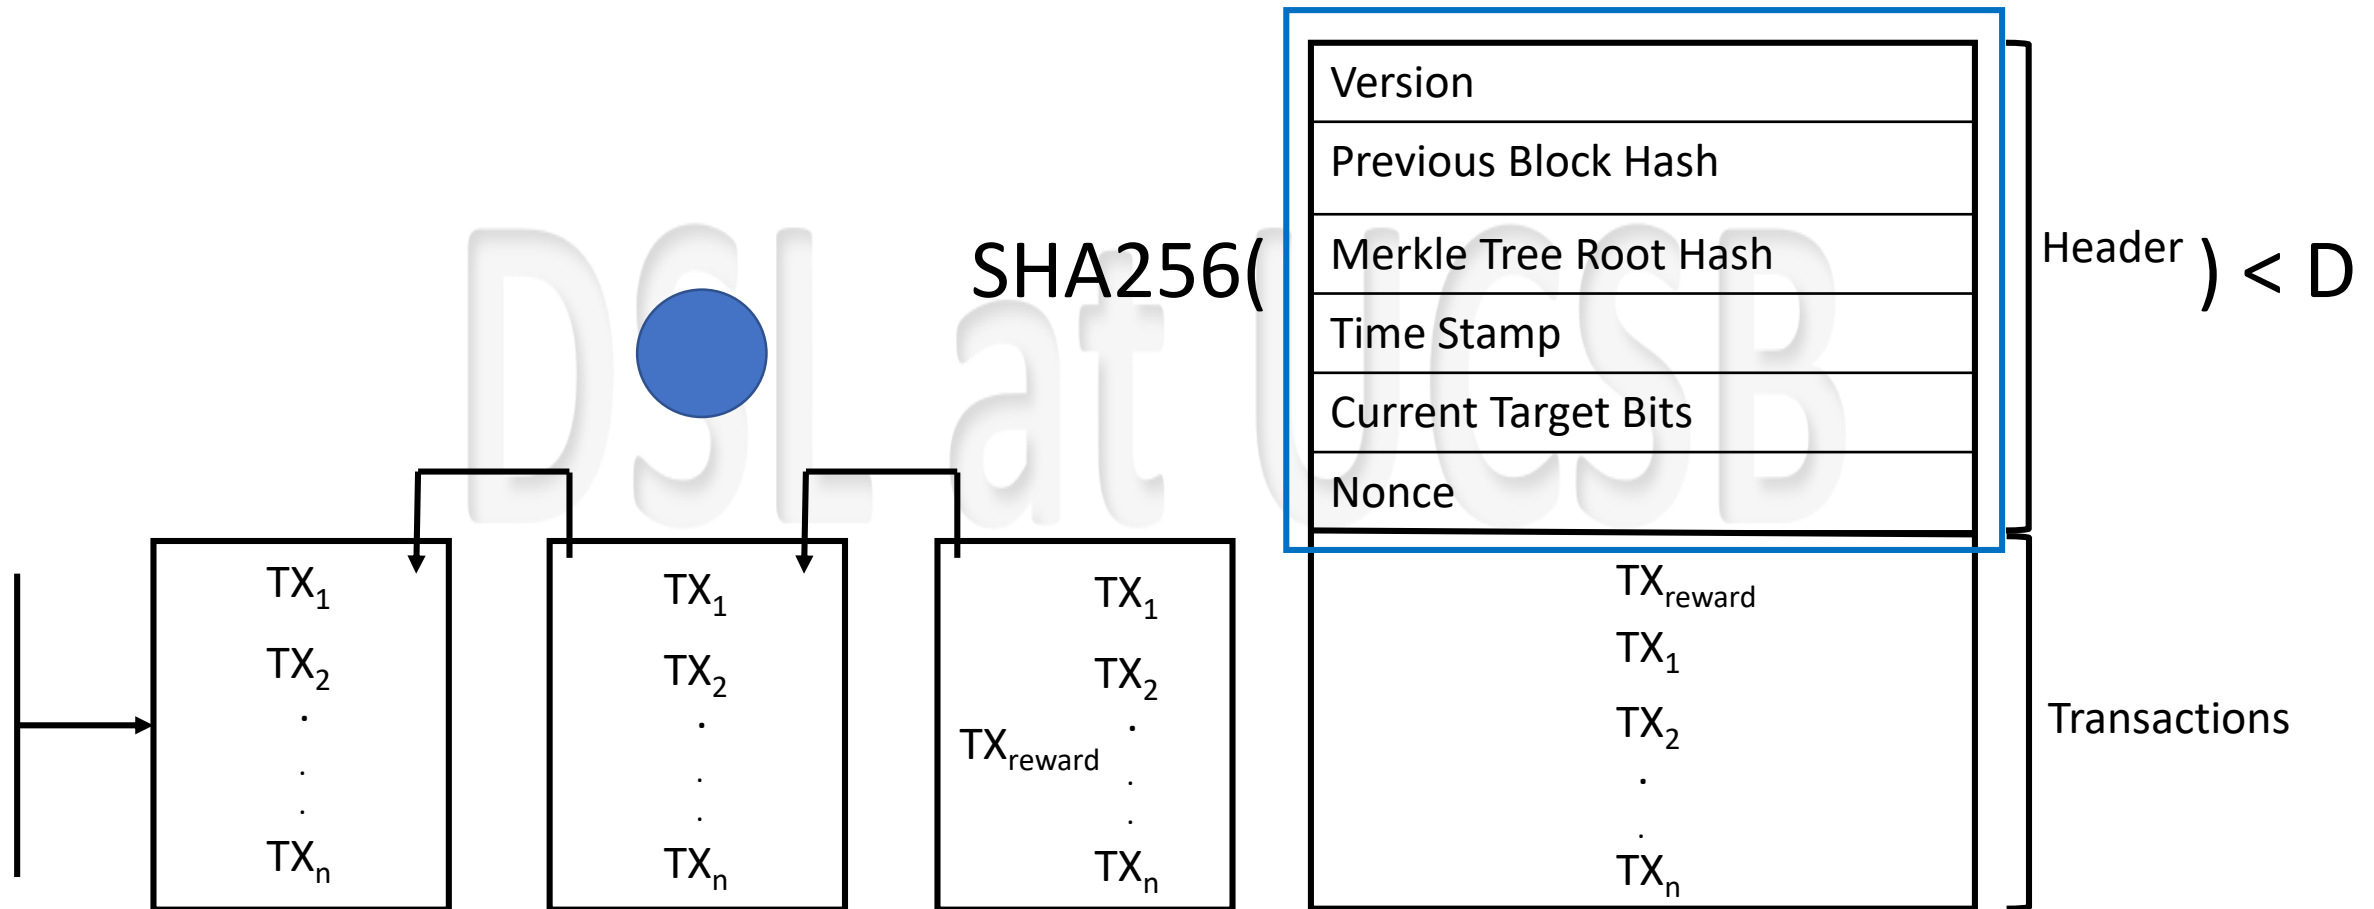 Version
Previous Block Hash
SHA256(
Merkle Tree Root Hash
Header
) < D
Time Stamp
Current Target Bits
Nonce
DSL at UCSB
TX1
TX2
.
.
.
TXn
TX1
TX2
.
.
.
TXn
TX1
TX2
TXreward
.
.
.
TXn
TXreward
TX1
TX2
.
.
TXn
Transactions